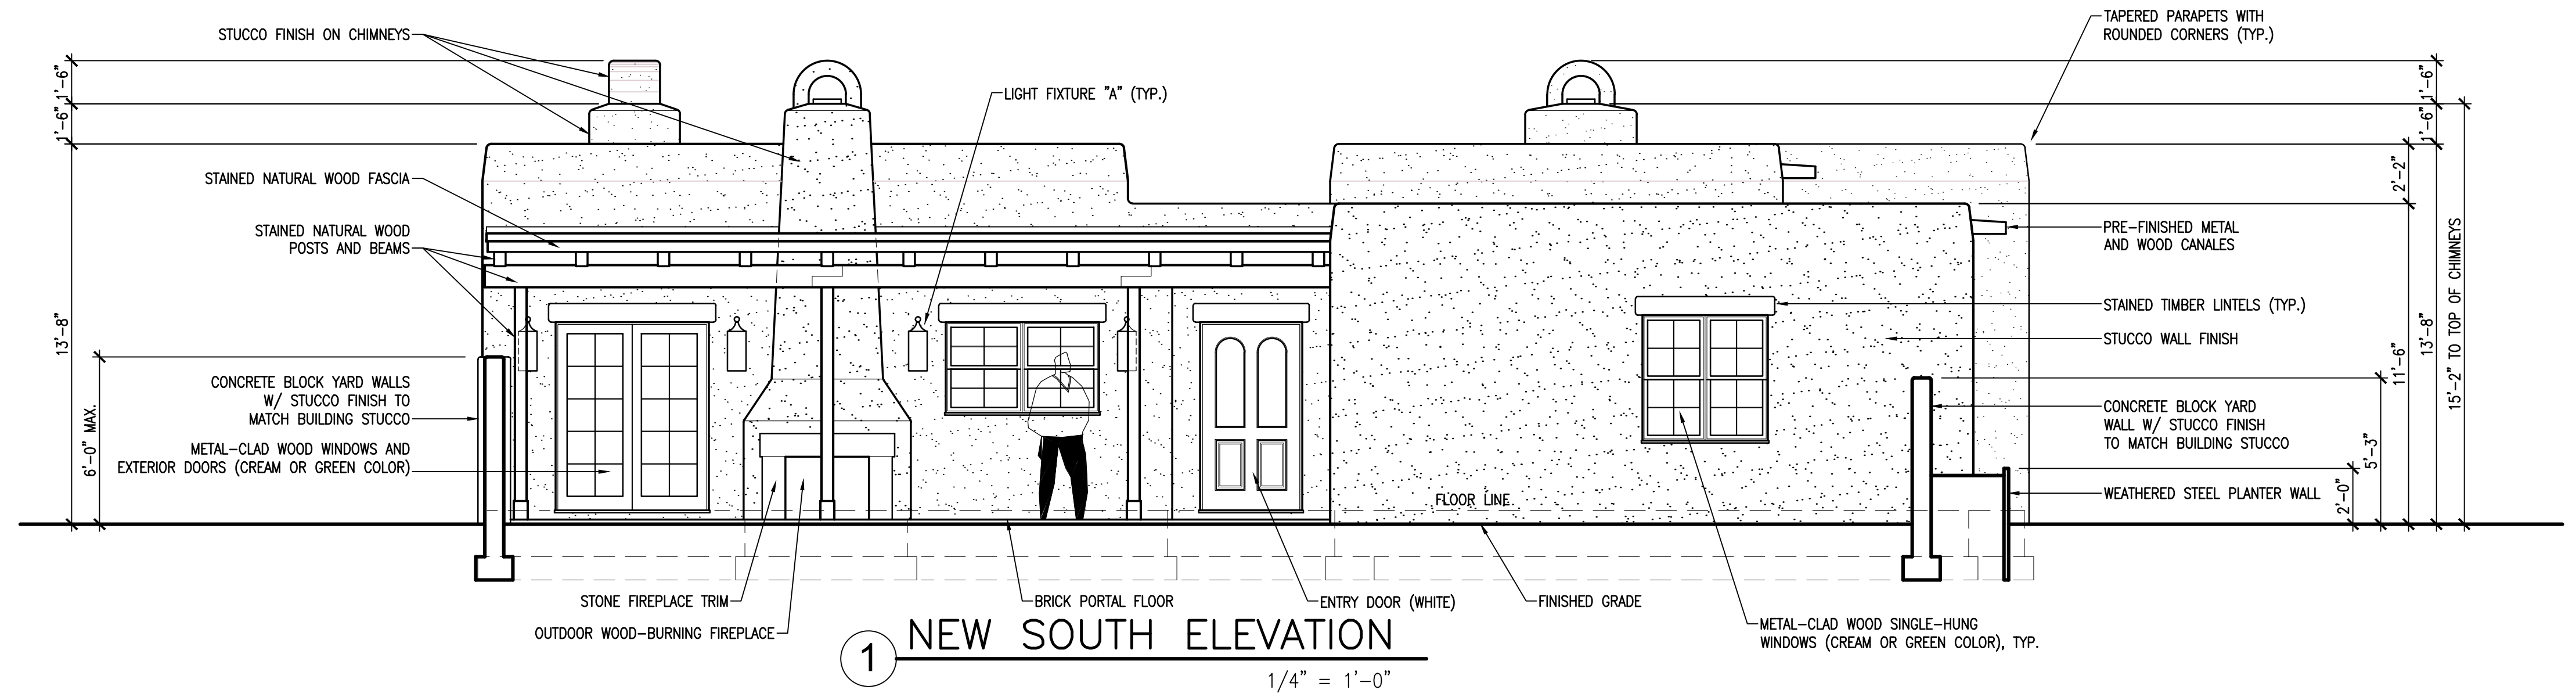 STUCCO FINISH ON CHIMNEYS
TAPERED PARAPETS WITH
ROUNDED CORNERS (TYP.)
1'-6"
1'-6"
13'-8"
6'-0" MAX.
LIGHT FIXTURE "A" (TYP.)
STAINED NATURAL WOOD FASCIA
STAINED NATURAL WOOD
POSTS AND BEAMS
CONCRETE BLOCK YARD WALLS
W/ STUCCO FINISH TO
MATCH BUILDING STUCCO
METAL-CLAD WOOD WINDOWS AND
EXTERIOR DOORS (CREAM OR GREEN COLOR)
PRE-FINISHED METAL
AND WOOD CANALES
STAINED TIMBER LINTELS (TYP.)
STUCCO WALL FINISH
CONCRETE BLOCK YARD
WALL W/ STUCCO FINISH
TO MATCH BUILDING STUCCO
WEATHERED STEEL PLANTER WALL
2'-0"
5'-3"
2'-2"
11'-6"
1'-6"
1'-6"
13'-8"
15'-2" TO TOP OF CHIMNEYS
FLOOR LINE
STONE FIREPLACE TRIM
OUTDOOR WOOD-BURNING FIREPLACE
BRICK PORTAL FLOOR
ENTRY DOOR (WHITE)
FINISHED GRADE
METAL-CLAD WOOD SINGLE-HUNG
WINDOWS (CREAM OR GREEN COLOR), TYP.
1 NEW SOUTH ELEVATION
1/4" = 1'-0"